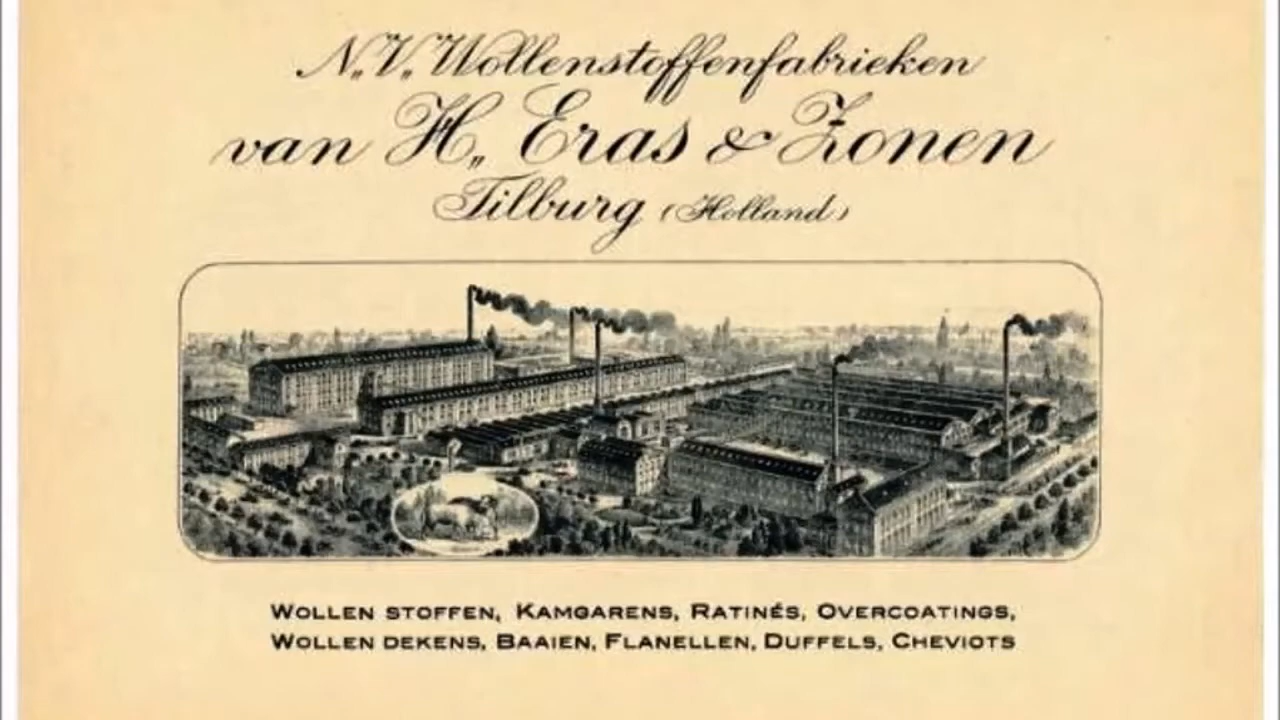 N.V. Wollenstoffenfabrieken
van H. Eras & Zonen
Tilburg (Holland)
WOLLEN STOFFEN, KAMGARENS, RATINÉS, OVERCOATINGS,
WOLLEN DEKENS, BAAIEN, FLANELLEN, DUFFELS, CHEVIOTS